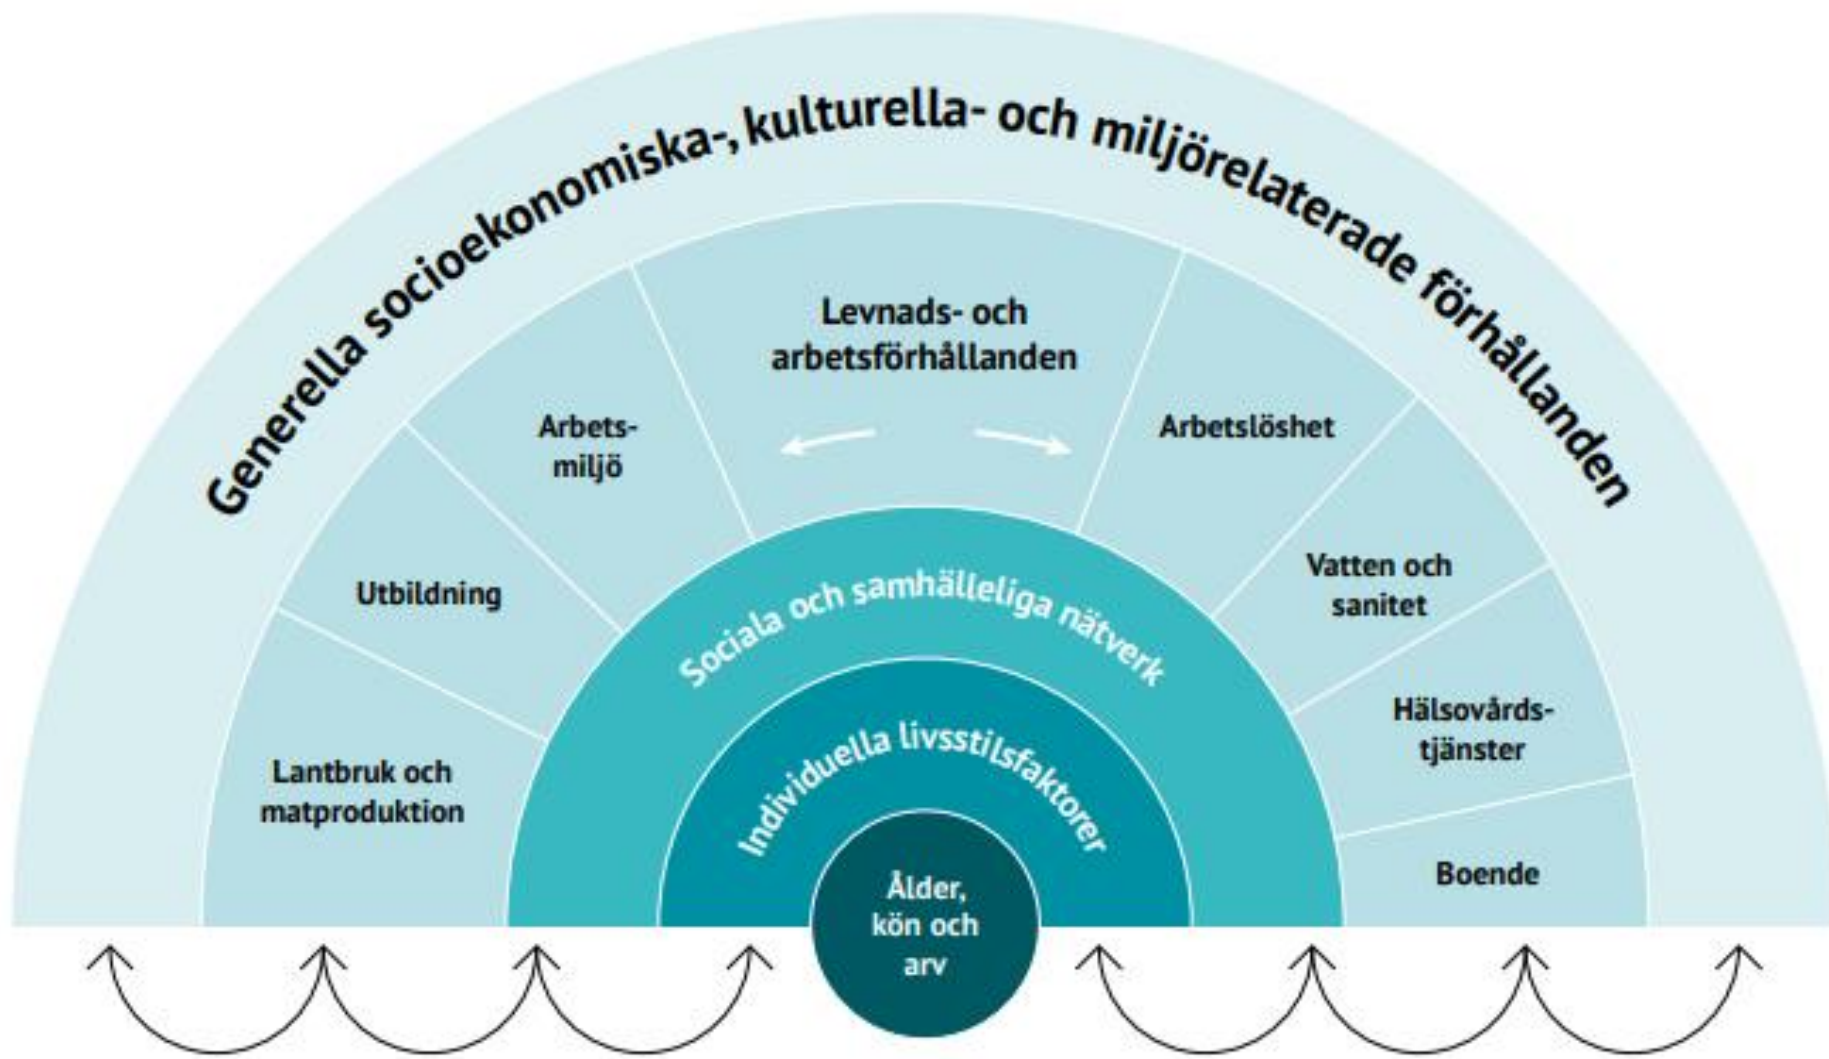 Generella socioekonomiska-, kulturella- och miljörelaterade förhållanden
Levnads- och
arbetsförhållanden
Arbets-
miljö
Arbetslöshet
Utbildning
Vatten och
sanitet
Lantbruk och
matproduktion
Hälsovårds-
tjänster
Boende
Sociala och samhälleliga nätverk
Individuella livsstilsfaktorer
Ålder,
kön och
arv